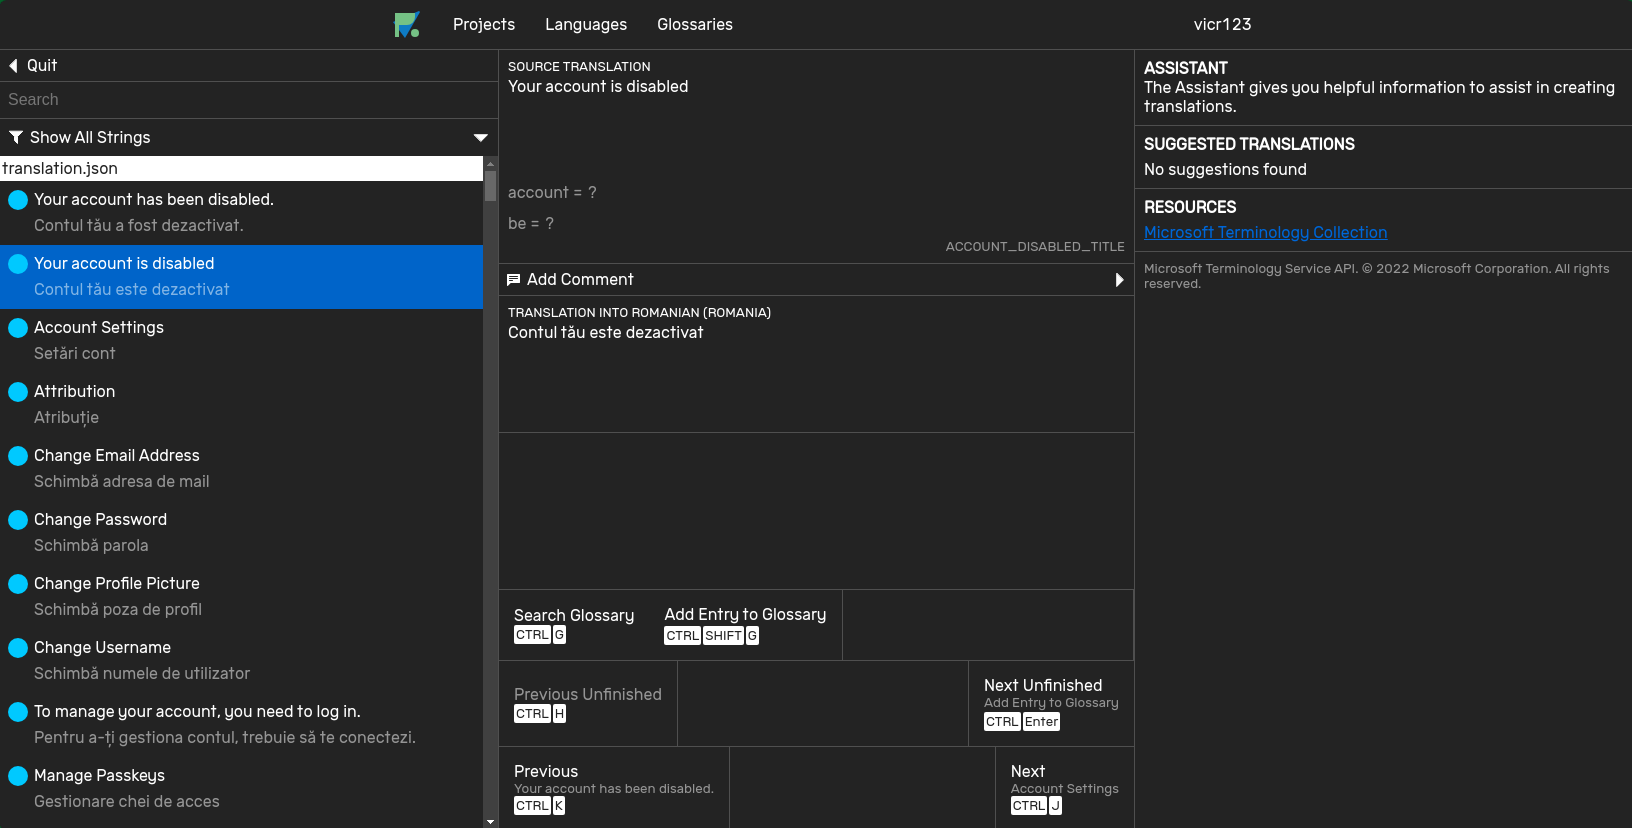 Projects Languages Glossaries vicr123
Quit
Search
Show All Strings
translation.json
Your account has been disabled.
Contul tău a fost dezactivat.
Your account is disabled
Contul tău este dezactivat
Account Settings
Setări cont
Attribution
Atribuție
Change Email Address
Schimbă adresa de mail
Change Password
Schimbă parola
Change Profile Picture
Schimbă poza de profil
Change Username
Schimbă numele de utilizator
To manage your account, you need to log in.
Pentru a-ți gestiona contul, trebuie să te conectezi.
Manage Passkeys
Gestionare chei de acces
SOURCE TRANSLATION
Your account is disabled
account = ?
be = ?
ACCOUNT_DISABLED_TITLE
Add Comment
TRANSLATION INTO ROMANIAN (ROMANIA)
Contul tău este dezactivat
Search Glossary
CTRL G
Add Entry to Glossary
CTRL SHIFT G
Previous Unfinished
CTRL H
Next Unfinished
Add Entry to Glossary
CTRL Enter
Previous
Your account has been disabled.
CTRL K
Next
Account Settings
CTRL J
ASSISTANT
The Assistant gives you helpful information to assist in creating
translations.
SUGGESTED TRANSLATIONS
No suggestions found
RESOURCES
Microsoft Terminology Collection
Microsoft Terminology Service API. © 2022 Microsoft Corporation. All rights
reserved.